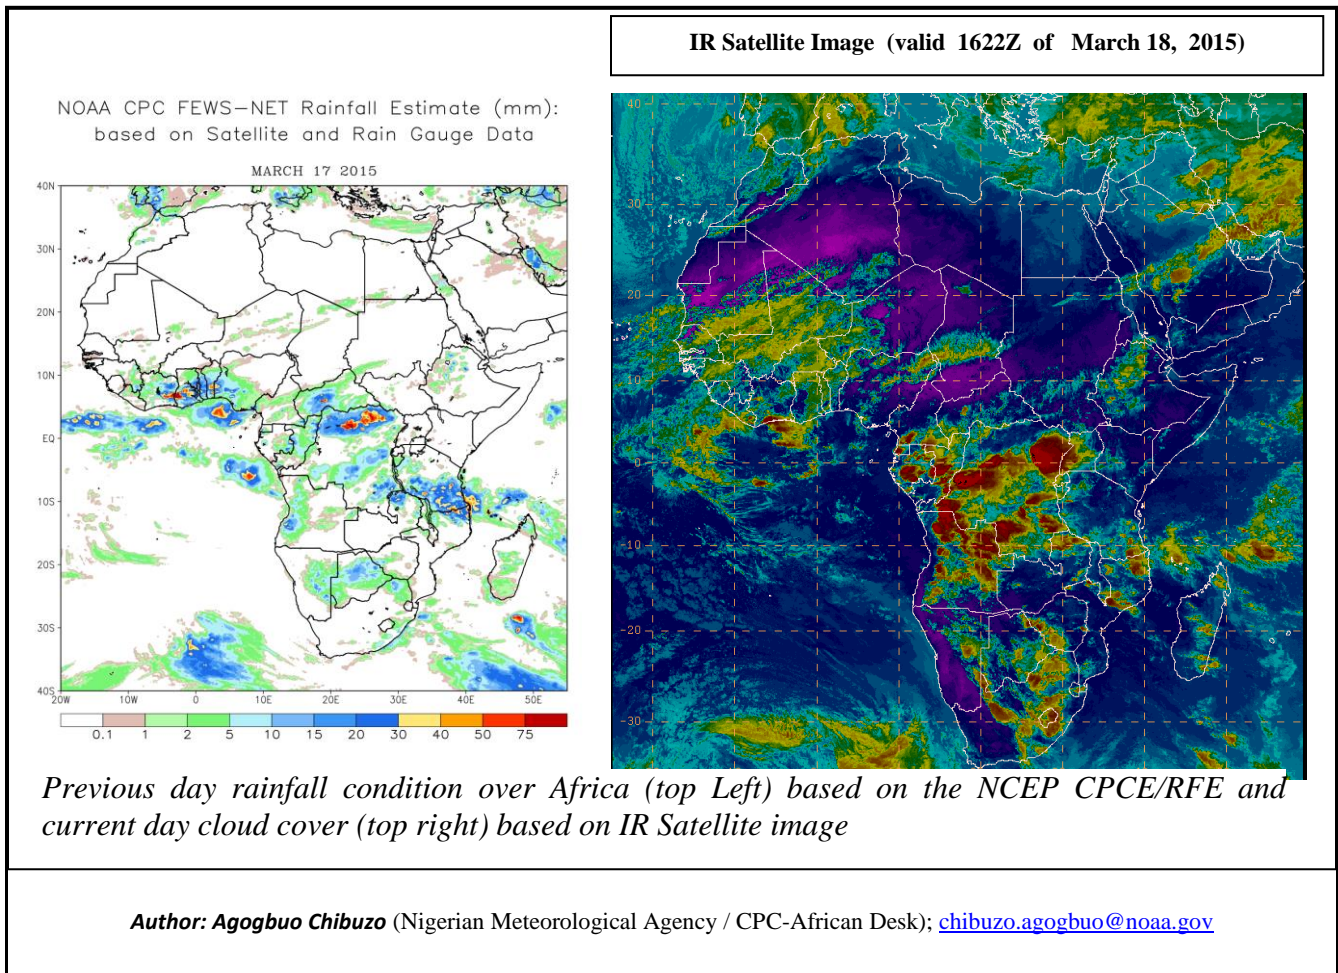 IR Satellite Image (valid 1622Z of March 18, 2015)
NOAA CPC FEWS-NET Rainfall Estimate (mm):
based on Satellite and Rain Gauge Data
MARCH 17 2015
40N
30N
20N
10N
EQ
10S
20S
30S
40S
20W 10W 0 10E 20E 30E 40E 50E
0.1 1 2 5 10 15 20 30 40 50 75
40
30
20
10
0
-10
-20
-30
Previous day rainfall condition over Africa (top Left) based on the NCEP CPCE/RFE and
current day cloud cover (top right) based on IR Satellite image
Author: Agogbuo Chibuzo (Nigerian Meteorological Agency / CPC-African Desk); chibuzo.agogbuo@noaa.gov